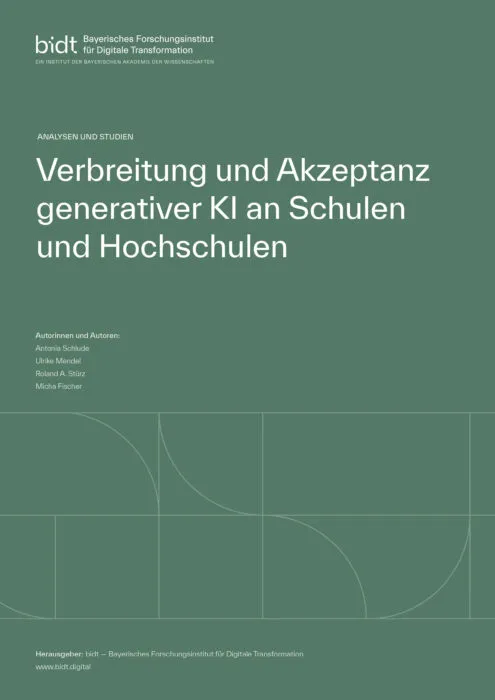 bidt
Bayerisches Forschungsinstitut
für Digitale Transformation
EIN INSTITUT DER BAYERISCHEN AKADEMIE DER WISSENSCHAFTEN
ANALYSEN UND STUDIEN
Verbreitung und Akzeptanz
generativer KI an Schulen
und Hochschulen
Autorinnen und Autoren:
Antonia Schlude
Ulrike Mendel
Roland A. Stürz
Micha Fischer
Herausgeber: bidt — Bayerisches Forschungsinstitut für Digitale Transformation
www.bidt.digital